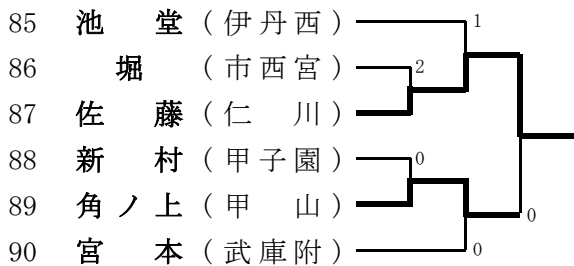 85 池 堂 (伊丹西) 1
86 堀 (市西宮) 2
87 佐 藤 (仁 川)
88 新 村 (甲子園) 0
89 角ノ上 (甲 山) 0
90 宮 本 (武庫附) 0